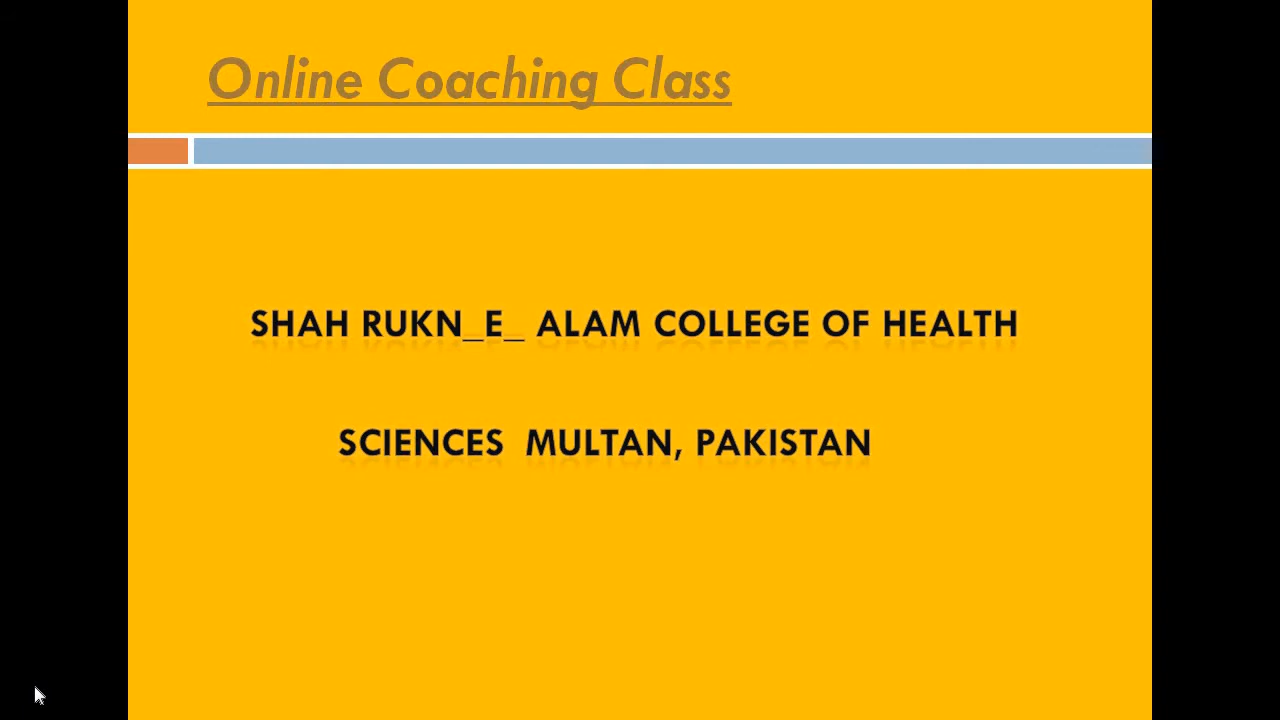 Online Coaching Class
SHAH RUKN_E_ ALAM COLLEGE OF HEALTH
SCIENCES MULTAN, PAKISTAN